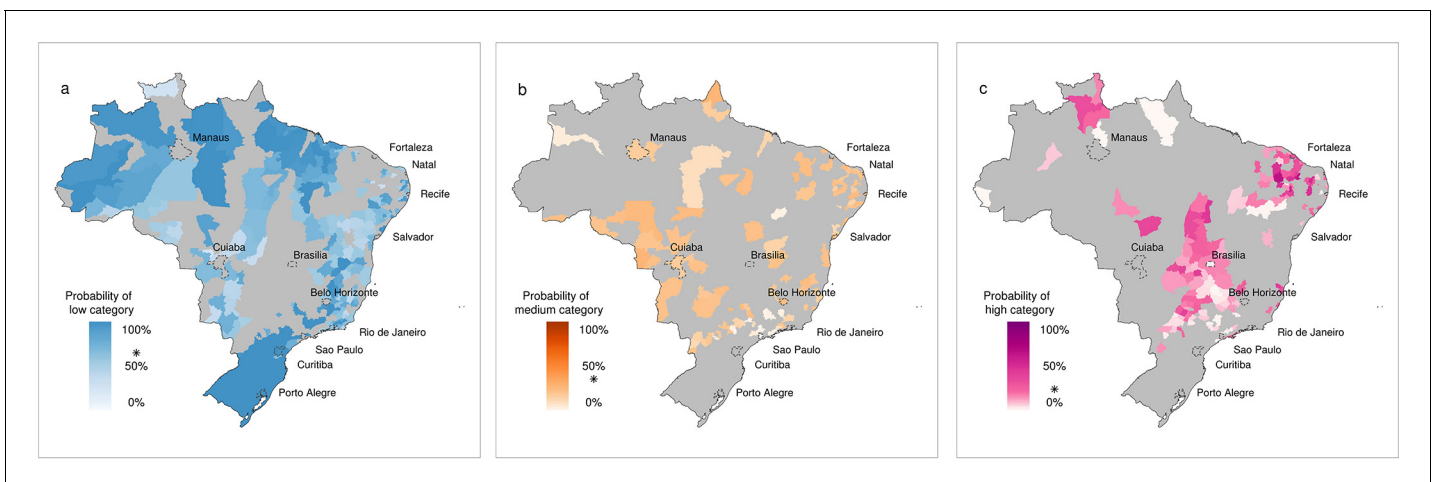 a
Manaus
Fortaleza
Natal
Recife
Salvador
Cuiaba
Brasilia
Belo Horizonte
Probability of
low category
100%
*
50%
0%
Rio de Janeiro
Sao Paulo
Curitiba
Porto Alegre
b
Manaus
Fortaleza
Natal
Recife
Salvador
Cuiaba
Brasilia
Belo Horizonte
Probability of
medium category
100%
50%
*
0%
Rio de Janeiro
Sao Paulo
Curitiba
Porto Alegre
c
Manaus
Fortaleza
Natal
Recife
Salvador
Cuiaba
Brasilia
Belo Horizonte
Probability of
high category
100%
50%
*
0%
Rio de Janeiro
Sao Paulo
Curitiba
Porto Alegre